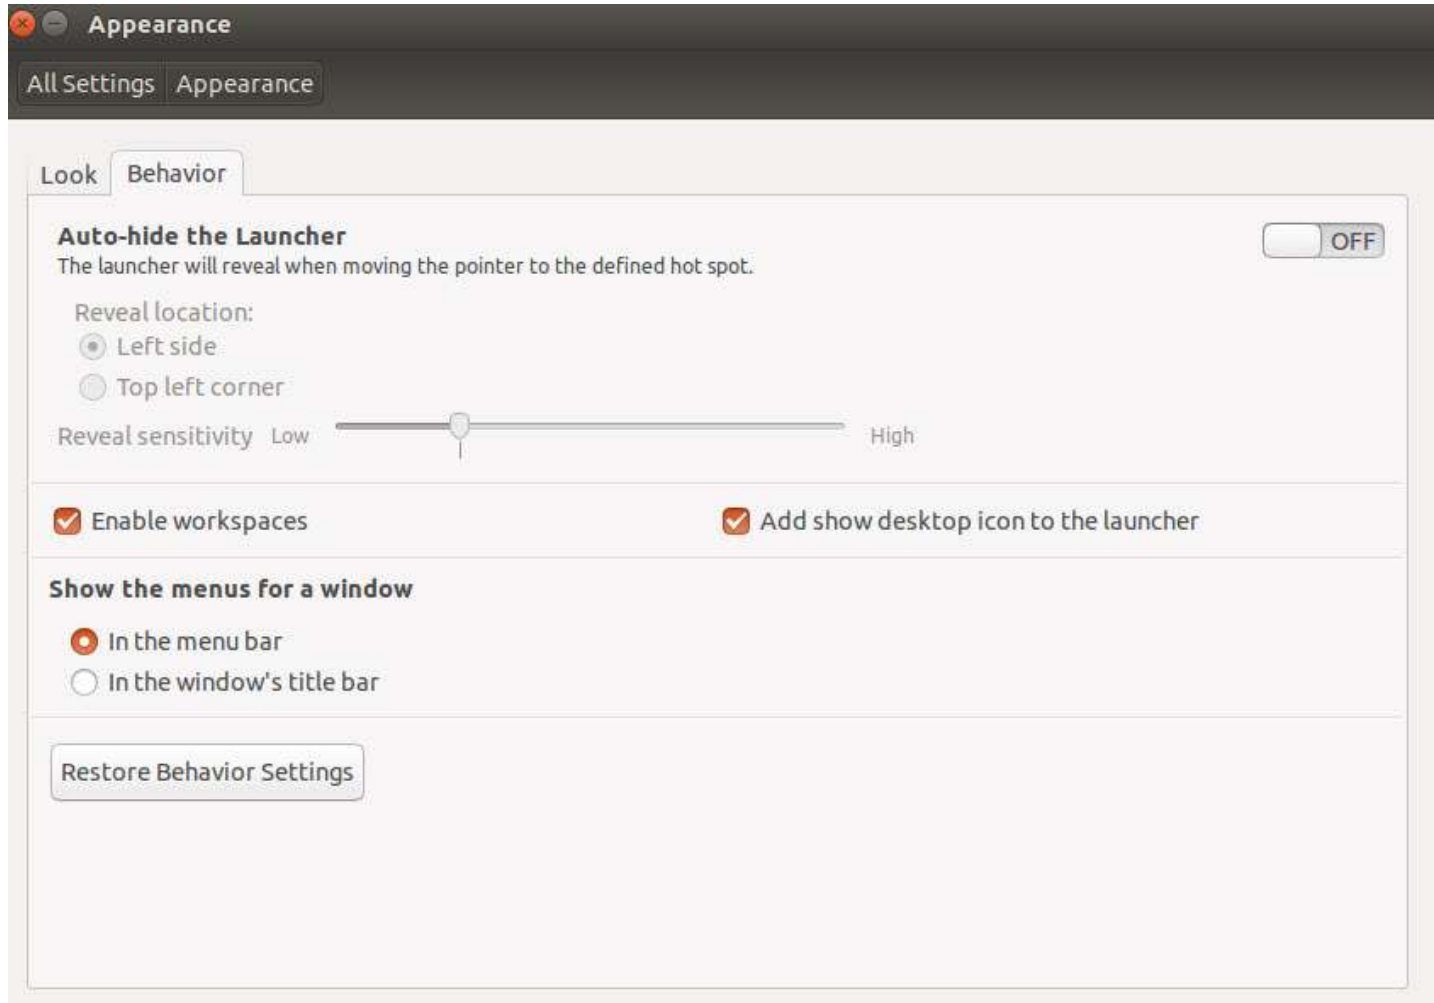 Appearance
All Settings Appearance
Look Behavior
Auto-hide the Launcher
OFF
The launcher will reveal when moving the pointer to the defined hot spot.
Reveal location:
Left side
Top left corner
Reveal sensitivity Low High
Enable workspaces Add show desktop icon to the launcher
Show the menus for a window
In the menu bar
In the window's title bar
Restore Behavior Settings